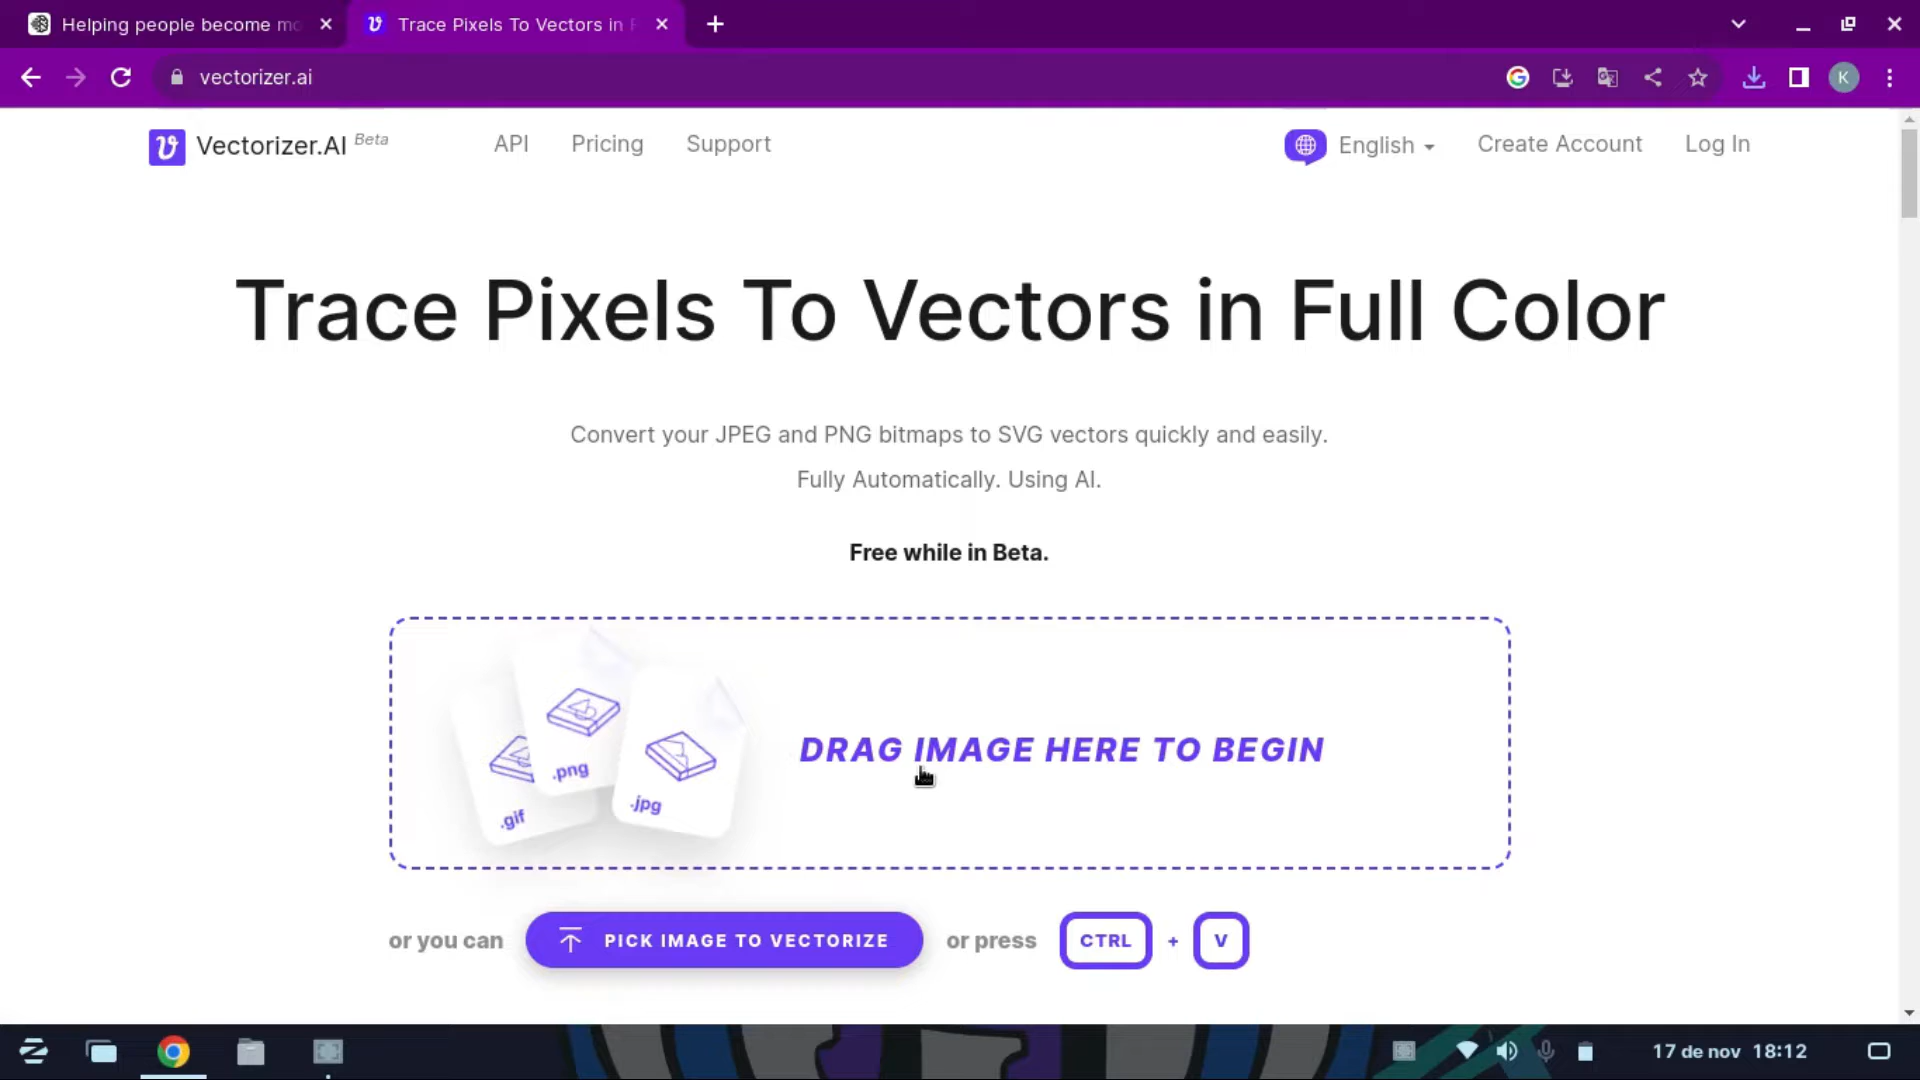 Helping people become mo
Trace Pixels To Vectors in F
vectorizer.ai
K
Vectorizer.AI Beta
API
Pricing
Support
English
Create Account
Log In
Trace Pixels To Vectors in Full Color
Convert your JPEG and PNG bitmaps to SVG vectors quickly and easily.
Fully Automatically. Using AI.
Free while in Beta.
.gif
.png
.jpg
DRAG IMAGE HERE TO BEGIN
or you can
PICK IMAGE TO VECTORIZE
or press
CTRL
+
V
17 de nov 18:12